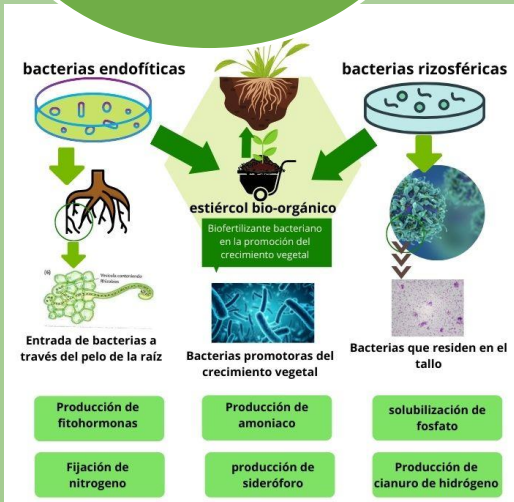 bacterias endofíticas
bacterias rizosféricas
estiércol bio-orgánico
Biofertilizante bacteriano
en la promoción del
crecimiento vegetal
(6)
Rhizobium
Entrada de bacterias a
través del pelo de la raíz
Bacterias promotoras del
crecimiento vegetal
Bacterias que residen en el
tallo
Producción de
fitohormonas
Producción de
amoniaco
solubilización de
fosfato
Fijación de
nitrogeno
producción de
sideróforo
Producción de
cianuro de hidrógeno